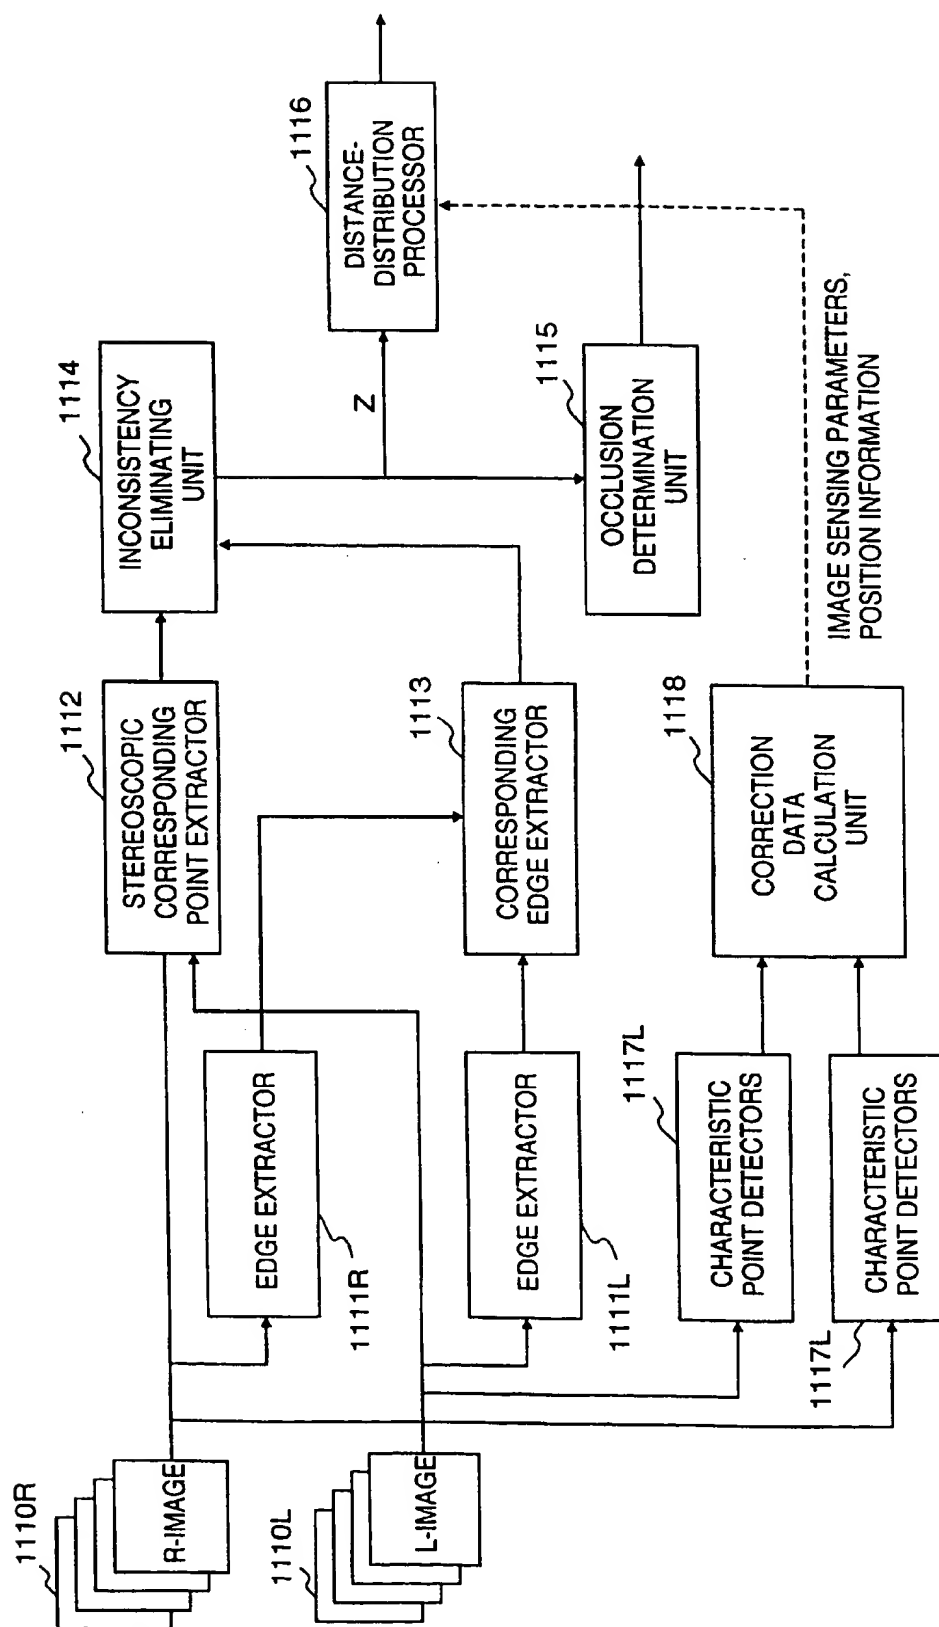 1110R
R-IMAGE
1110L
L-IMAGE
EDGE EXTRACTOR
1111R
EDGE EXTRACTOR
1111L
1117L
CHARACTERISTIC
POINT DETECTORS
CHARACTERISTIC
POINT DETECTORS
1117L
1112
STEREOSCOPIC
CORRESPONDING
POINT EXTRACTOR
1113
CORRESPONDING
EDGE EXTRACTOR
1118
CORRECTION
DATA
CALCULATION
UNIT
1114
INCONSISTENCY
ELIMINATING
UNIT
Z
1115
OCCLUSION
DETERMINATION
UNIT
IMAGE SENSING PARAMETERS,
POSITION INFORMATION
1116
DISTANCE-
DISTRIBUTION
PROCESSOR